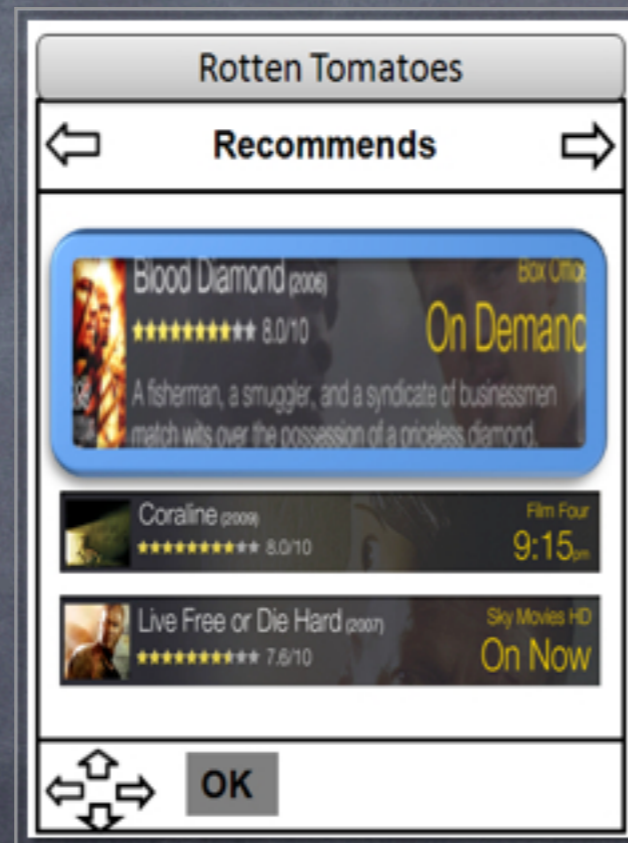 Rotten Tomatoes
Recommends
Blood Diamond (2006)
Box Office
8.0/10
On Demand
A fisherman, a smuggler, and a syndicate of businessmen
match wits over the possession of a priceless diamond.
Coraline (2009)
Film Four
8.0/10
9:15pm
Live Free or Die Hard (2007)
Sky Movies HD
7.6/10
On Now
OK